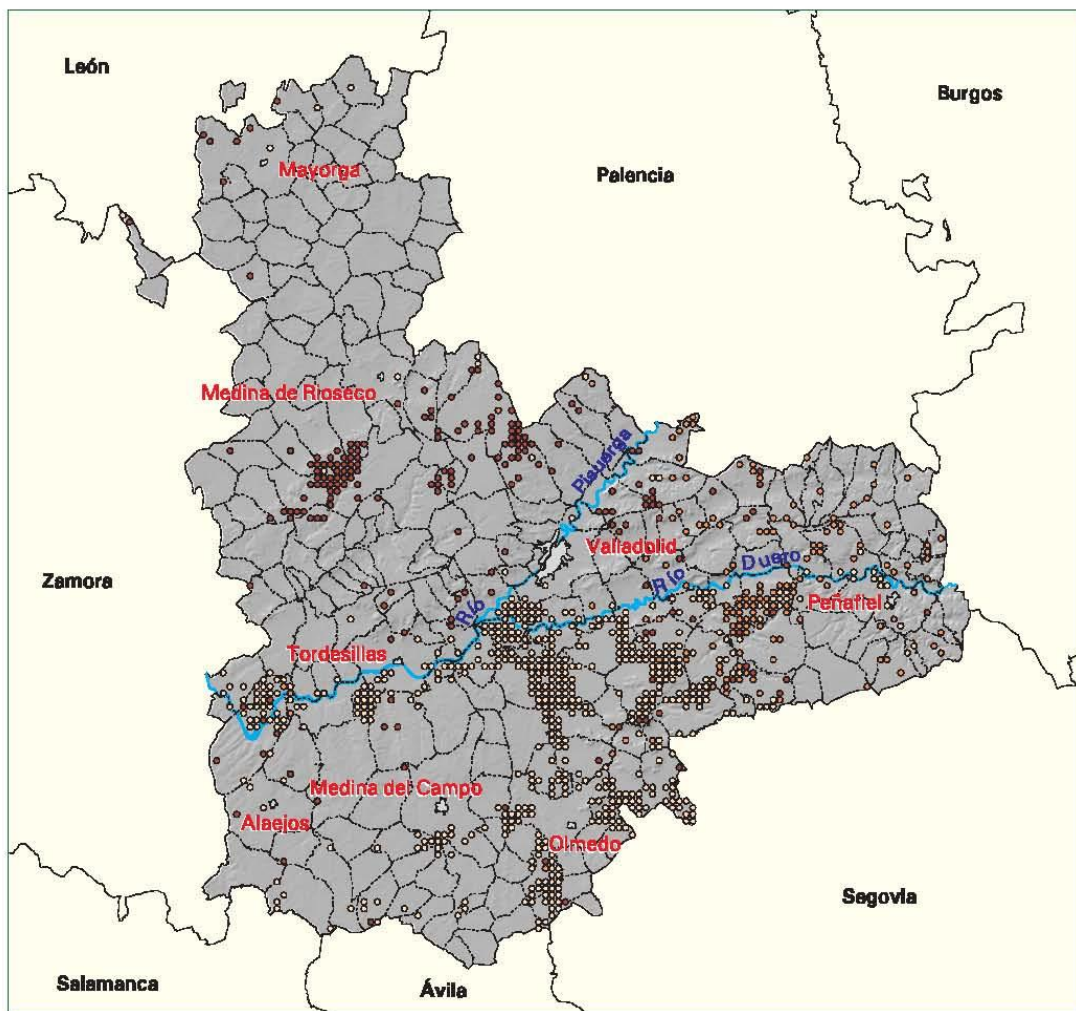 León
Burgos
Mayorga
Palencia
Medina de Rioseco
Pisuerga
Valladolid
Zamora
Duero
Río
Peñafiel
Río
Tordesillas
Medina del Campo
Alaejos
Olmedo
Segovia
Salamanca
Ávila